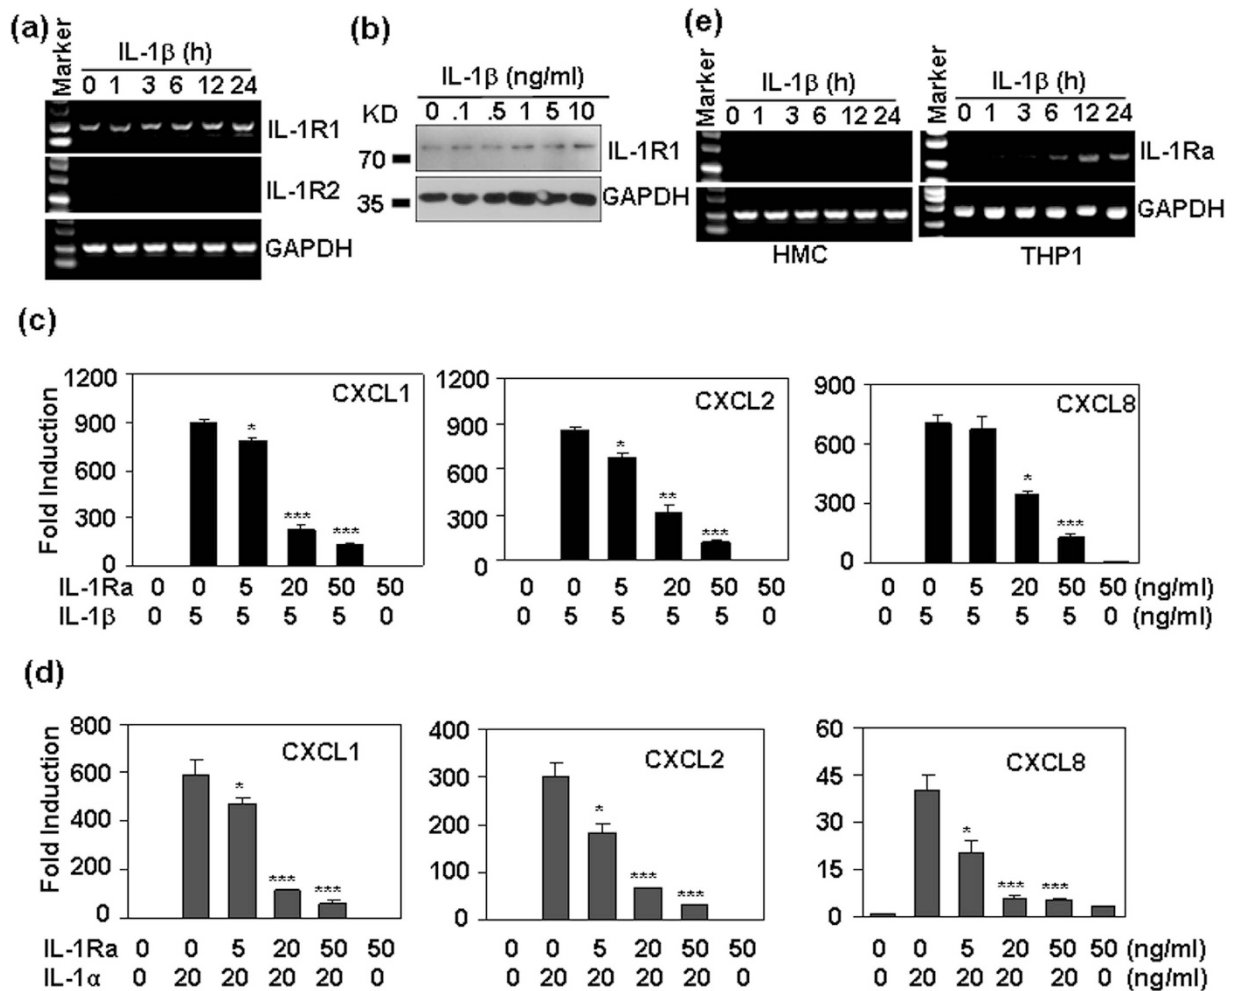 (a)
Marker
IL-1β (h)
0 1 3 6 12 24
IL-1R1
IL-1R2
GAPDH
(b)
IL-1β (ng/ml)
KD 0 .1 .5 1 5 10
70 IL-1R1
35 GAPDH
(e)
Marker
IL-1β (h)
0 1 3 6 12 24
HMC
Marker
IL-1β (h)
0 1 3 6 12 24
IL-1Ra
GAPDH
THP1
(c)
Fold Induction
1200
900
600
300
0
CXCL1
*
***
***
1200
900
600
300
0
CXCL2
*
**
***
900
600
300
0
CXCL8
*
***
IL-1Ra 0 0 5 20 50 50 0 0 5 20 50 50 0 0 5 20 50 50 (ng/ml)
IL-1β 0 5 5 5 5 0 0 5 5 5 5 0 0 5 5 5 5 0 (ng/ml)
(d)
Fold Induction
800
600
400
200
0
CXCL1
*
***
***
400
300
200
100
0
CXCL2
*
***
***
60
45
30
15
0
CXCL8
*
***
***
IL-1Ra 0 0 5 20 50 50 0 0 5 20 50 50 0 0 5 20 50 50 (ng/ml)
IL-1α 0 20 20 20 20 0 0 20 20 20 20 0 0 20 20 20 20 0 (ng/ml)